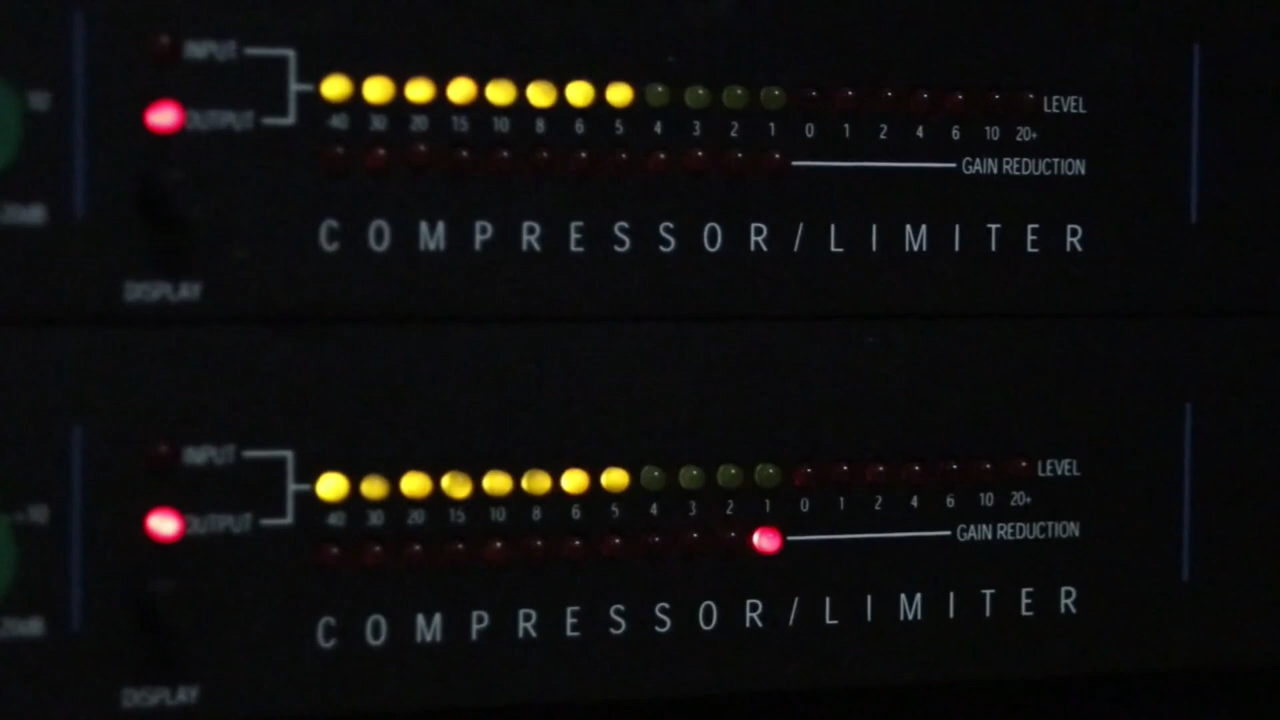 INPUT
10
OUTPUT
LEVEL
40 30 20 15 10 8 6 5 4 3 2 1 0 1 2 4 6 10 20+
GAIN REDUCTION
COMPRESSOR/LIMITER
DISPLAY
INPUT
LEVEL
+10
OUTPUT
40 30 20 15 10 8 6 5 4 3 2 1 0 1 2 4 6 10 20+
GAIN REDUCTION
COMPRESSOR/LIMITER
DISPLAY